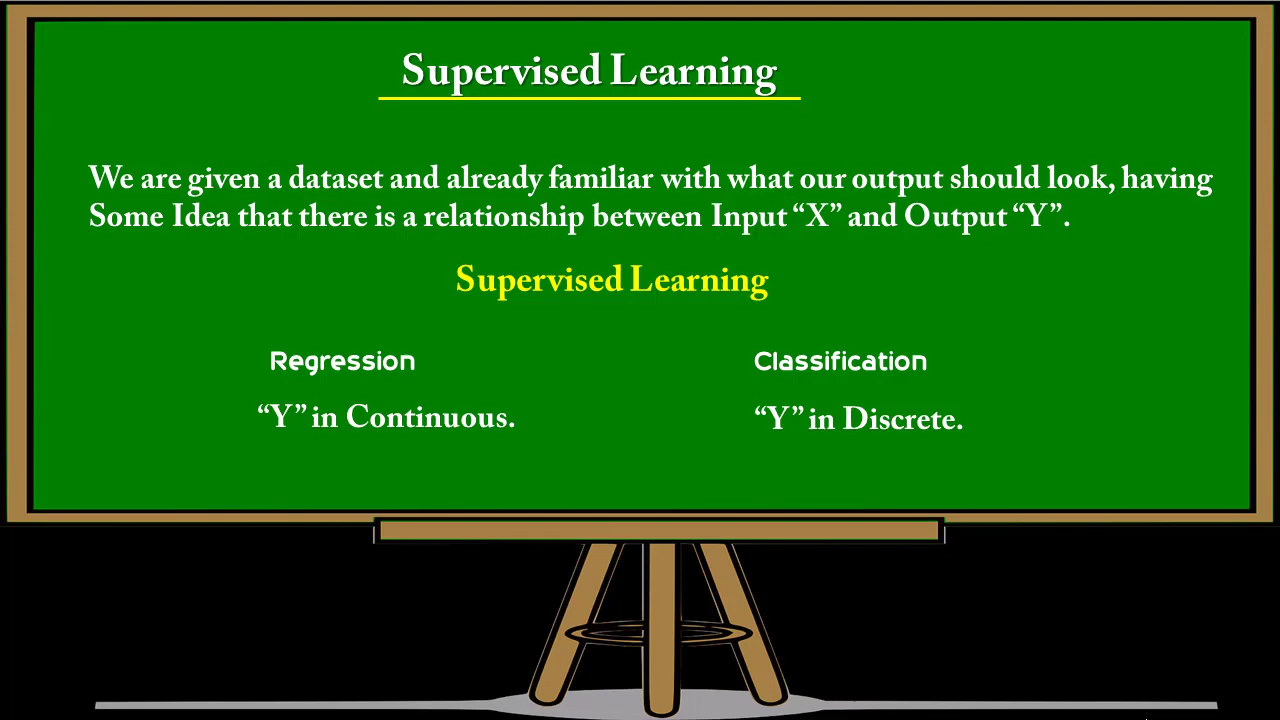 Supervised Learning
We are given a dataset and already familiar with what our output should look, having
Some Idea that there is a relationship between Input “X” and Output “Y”.
Supervised Learning
Regression
Classification
“Y” in Continuous.
“Y” in Discrete.